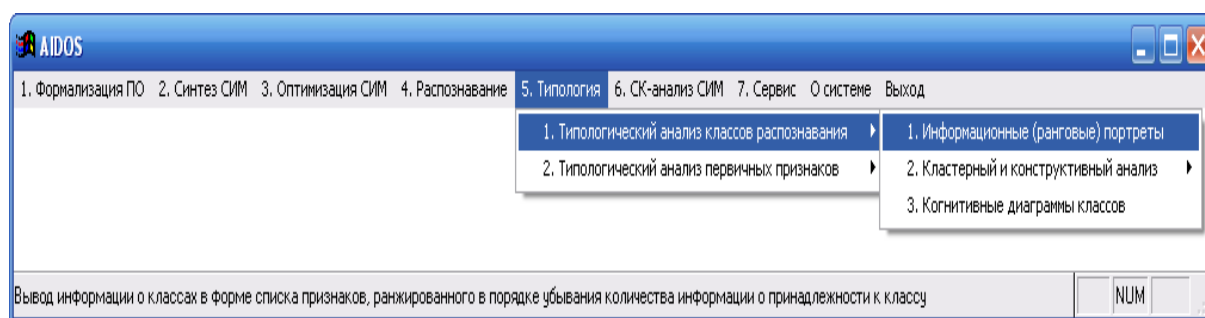 AIDOS
1. Формализация ПО 2. Синтез СИМ 3. Оптимизация СИМ 4. Распознавание 5. Типология 6. СК-анализ СИМ 7. Сервис О системе Выход
1. Типологический анализ классов распознавания 1. Информационные (ранговые) портреты
2. Типологический анализ первичных признаков 2. Кластерный и конструктивный анализ
3. Когнитивные диаграммы классов
Вывод информации о классах в форме списка признаков, ранжированного в порядке убывания количества информации о принадлежности к классу NUM